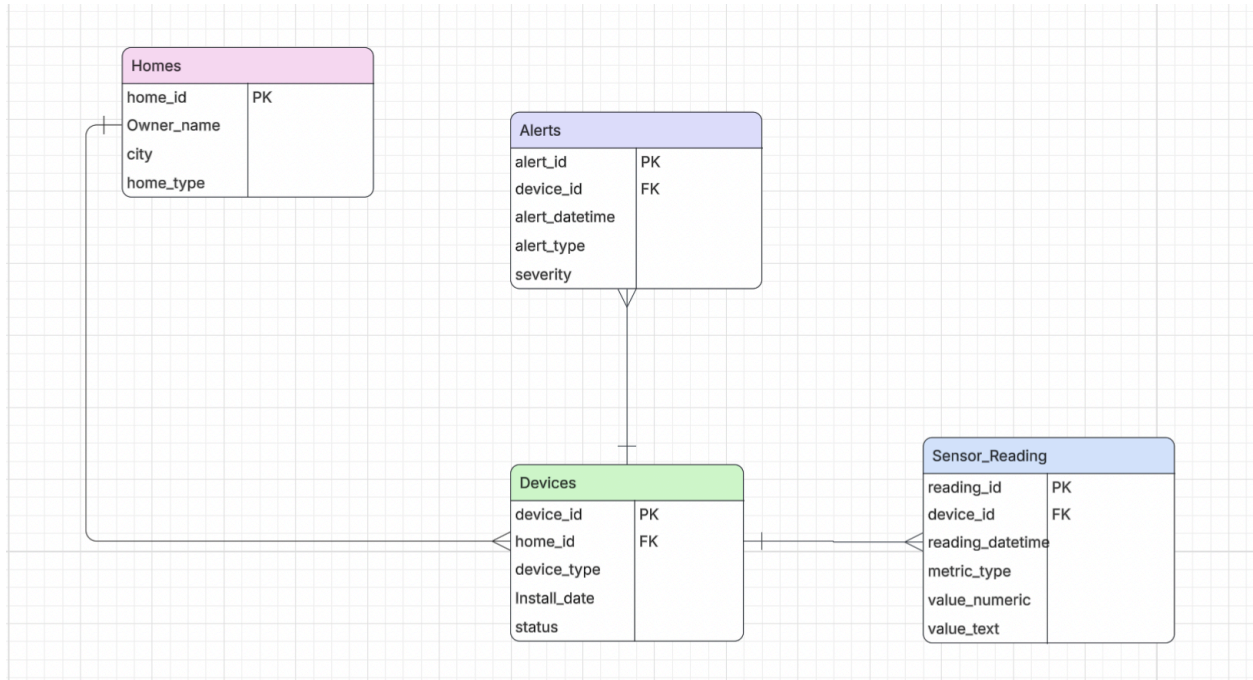 Homes
home_id PK
Owner_name
city
home_type
Alerts
alert_id PK
device_id FK
alert_datetime
alert_type
severity
Devices
device_id PK
home_id FK
device_type
Install_date
status
Sensor_Reading
reading_id PK
device_id FK
reading_datetime
metric_type
value_numeric
value_text